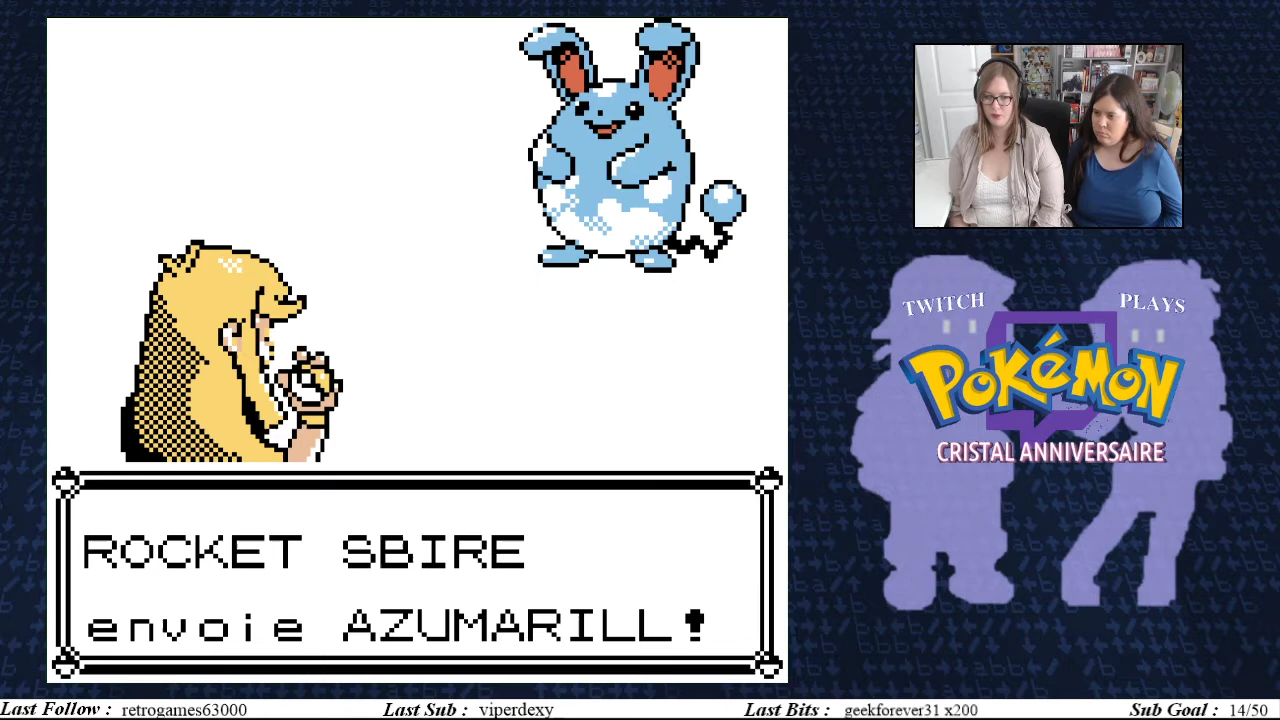 ROCKET SBIRE
envoie AZUMARILL!
TWITCH PLAYS
POKéMON
CRISTAL ANNIVERSAIRE
Last Follow : retrogames63000 Last Sub : viperdexy_ Last Bits : geekforever31 x200 Sub Goal : 14/50